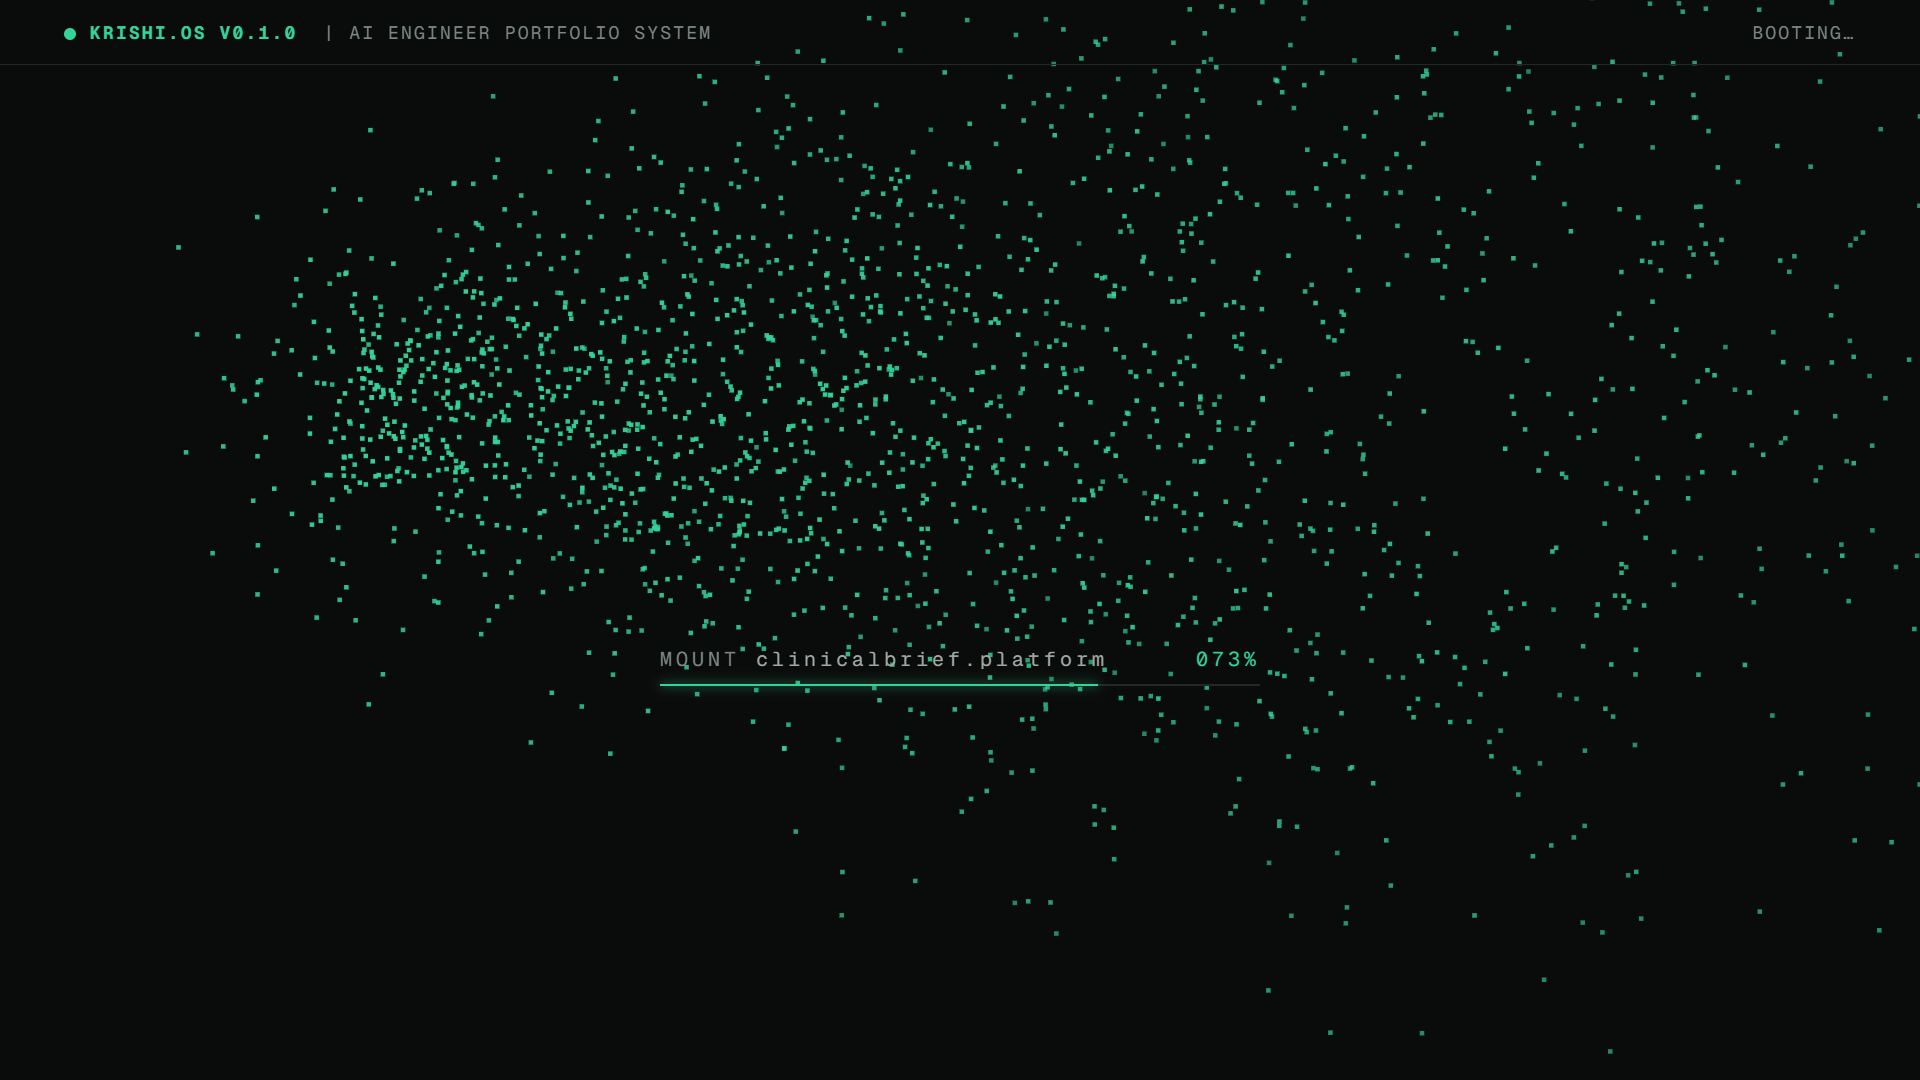 KRISHI.OS V0.1.0 | AI ENGINEER PORTFOLIO SYSTEM
BOOTING…
MOUNT clinicalbrief.platform 073%